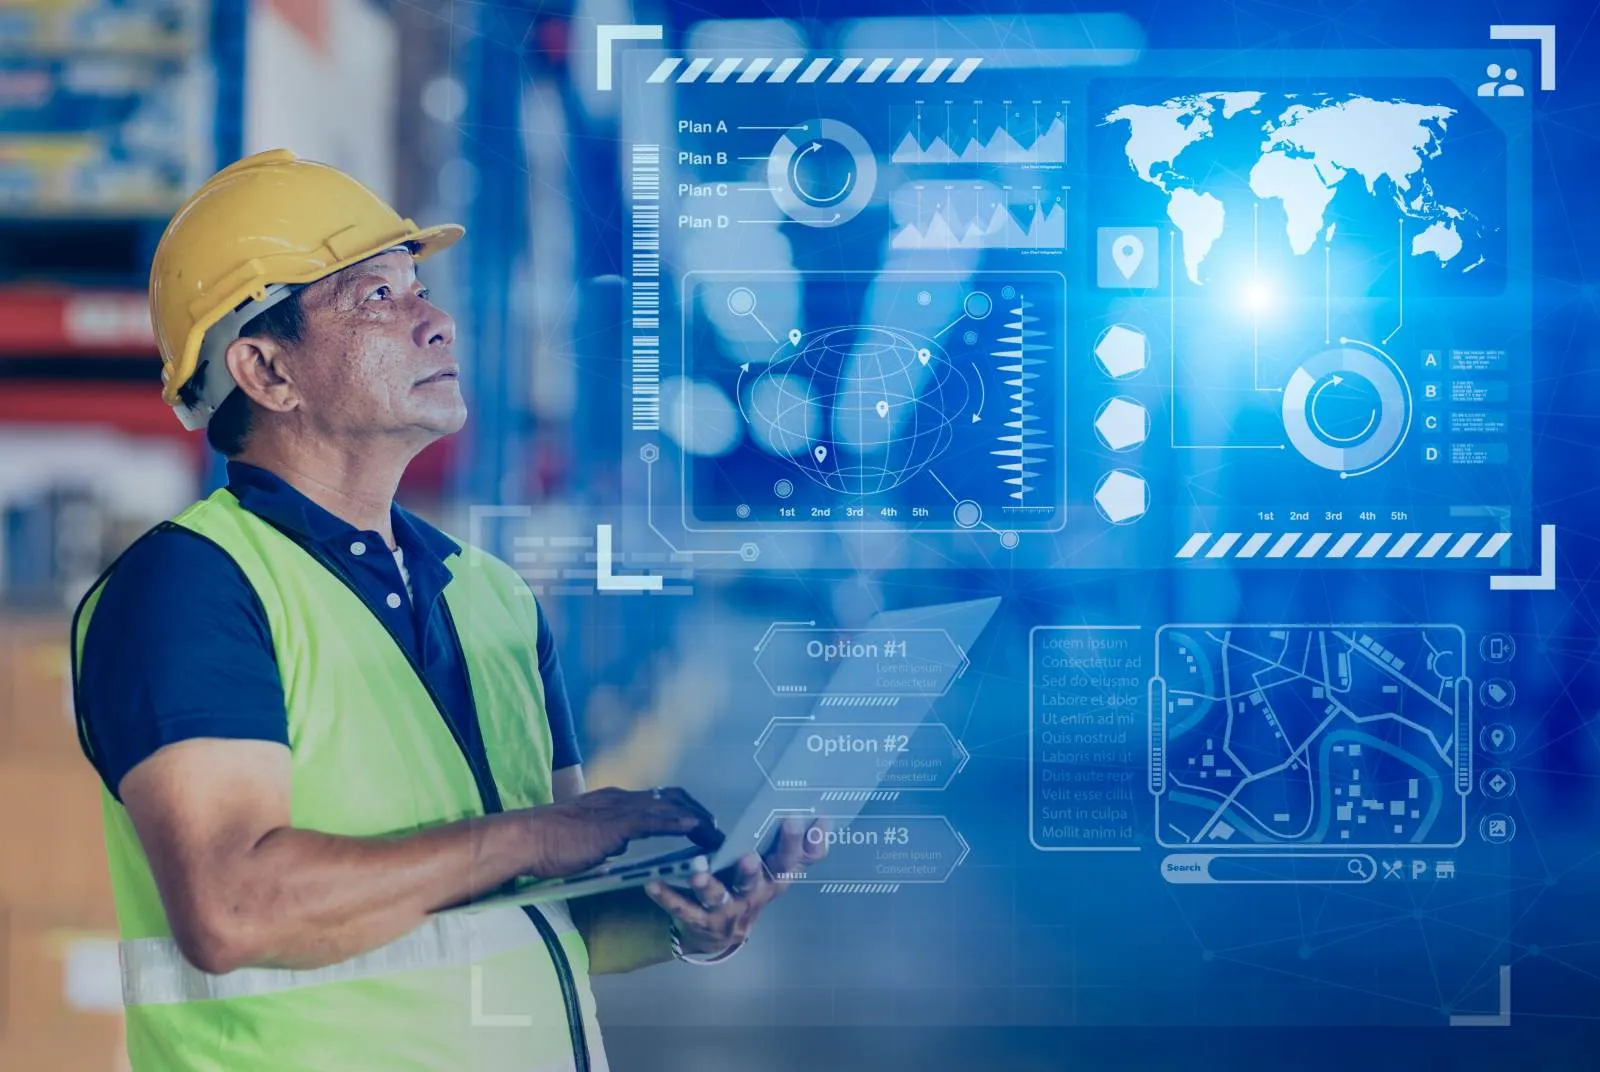 Plan A
Plan B
Plan C
Plan D
1st 2nd 3rd 4th 5th
A
B
C
D
1st 2nd 3rd 4th 5th
Option #1
Lorem ipsum
Consectetur
Option #2
Lorem ipsum
Consectetur
Option #3
Lorem ipsum
Consectetur
Lorem ipsum
Consectetur ad
Sed do eiusmo
Labore et dolo
Ut enim ad mi
Quis nostrud
Laboris nisi ut
Duis aute repr
Velit esse cillu
Sunt in culpa
Mollit anim id
Search
P